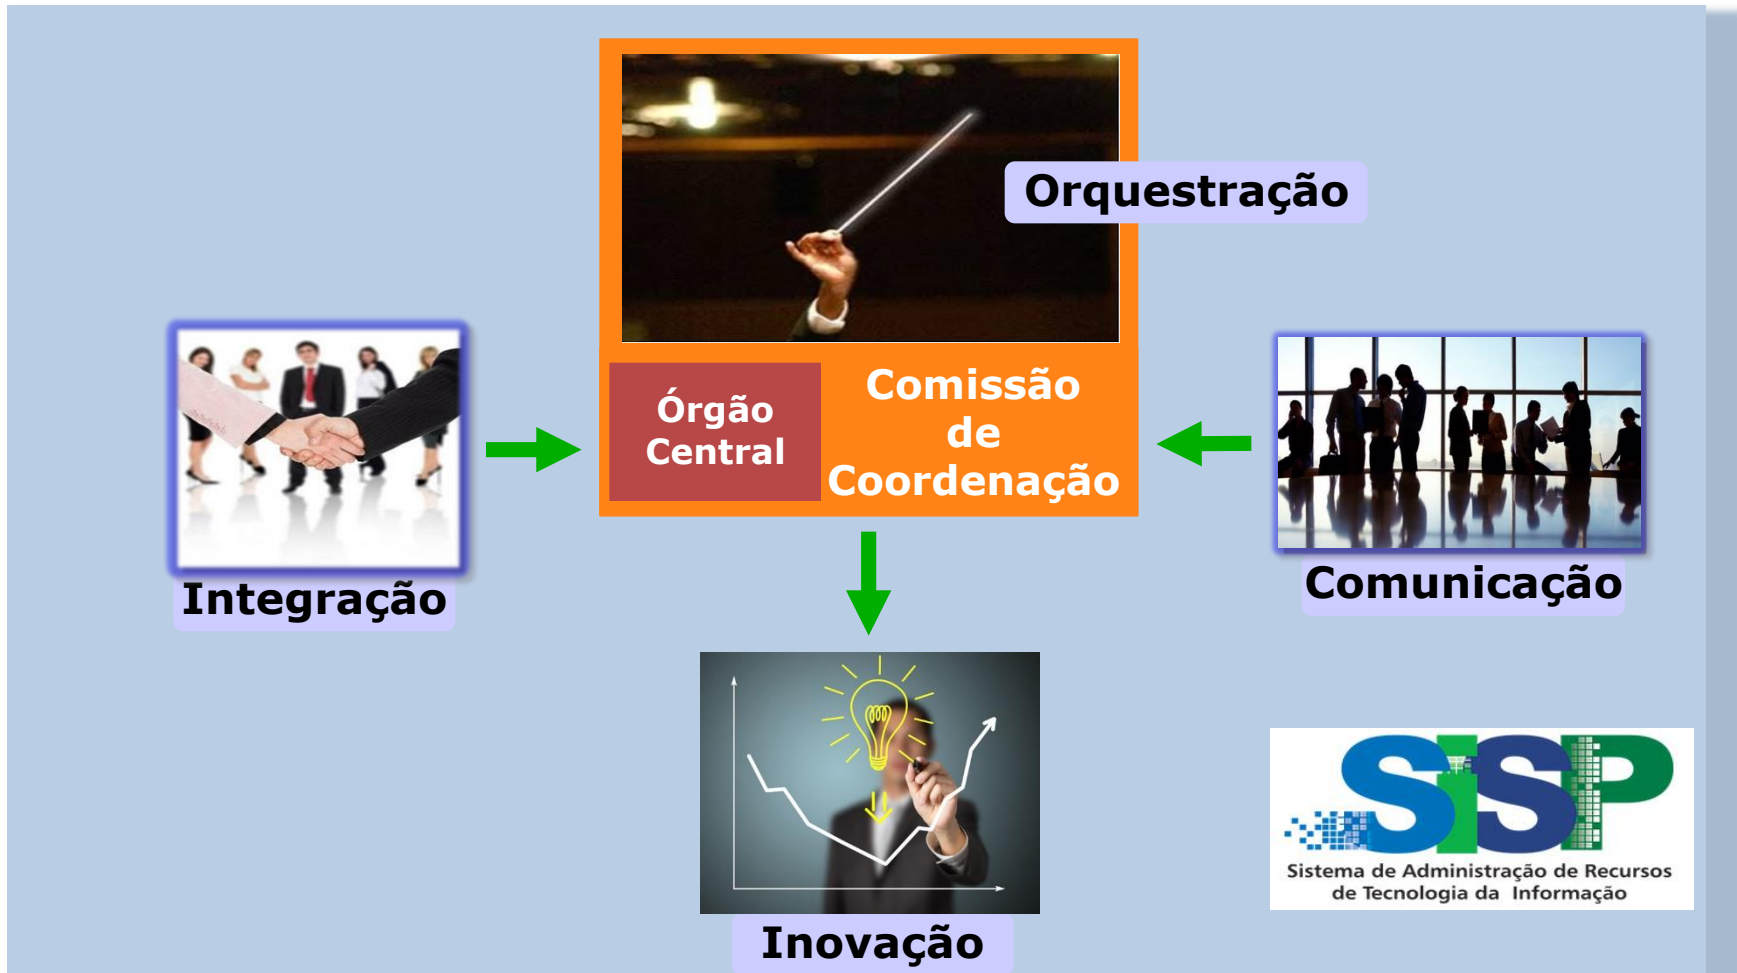 Orquestração
Órgão
Central
Comissão
de
Coordenação
Integração
Comunicação
Inovação
SiSP
Sistema de Administração de Recursos
de Tecnologia da Informação